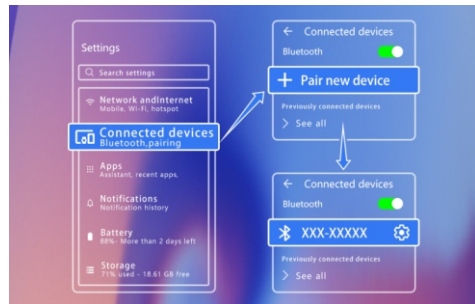 Settings
Search settings
Network andInternet
Mobile, Wi-Fi, hotspot
Connected devices
Bluetooth,pairing
Apps
Assistant, recent apps,
Notifications
Notification history
Battery
88%- More than 2 days left
Storage
71% used - 18.61 GB free
Connected devices
Bluetooth
Pair new device
Previously connected devices
See all
Connected devices
Bluetooth
XXX-XXXXX
Previously connected devices
See all